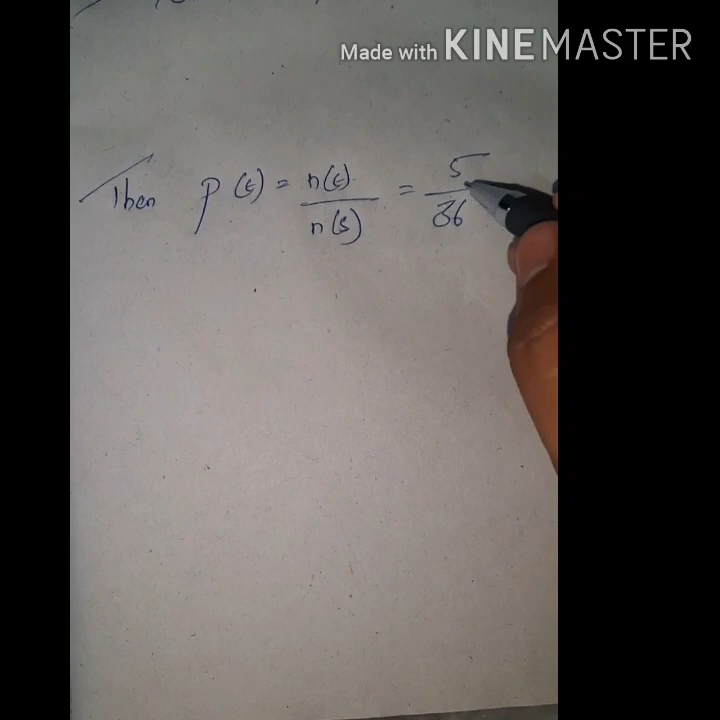 Made with KINEMASTER
Then P(E) = n(E)/n(S) = 5/36